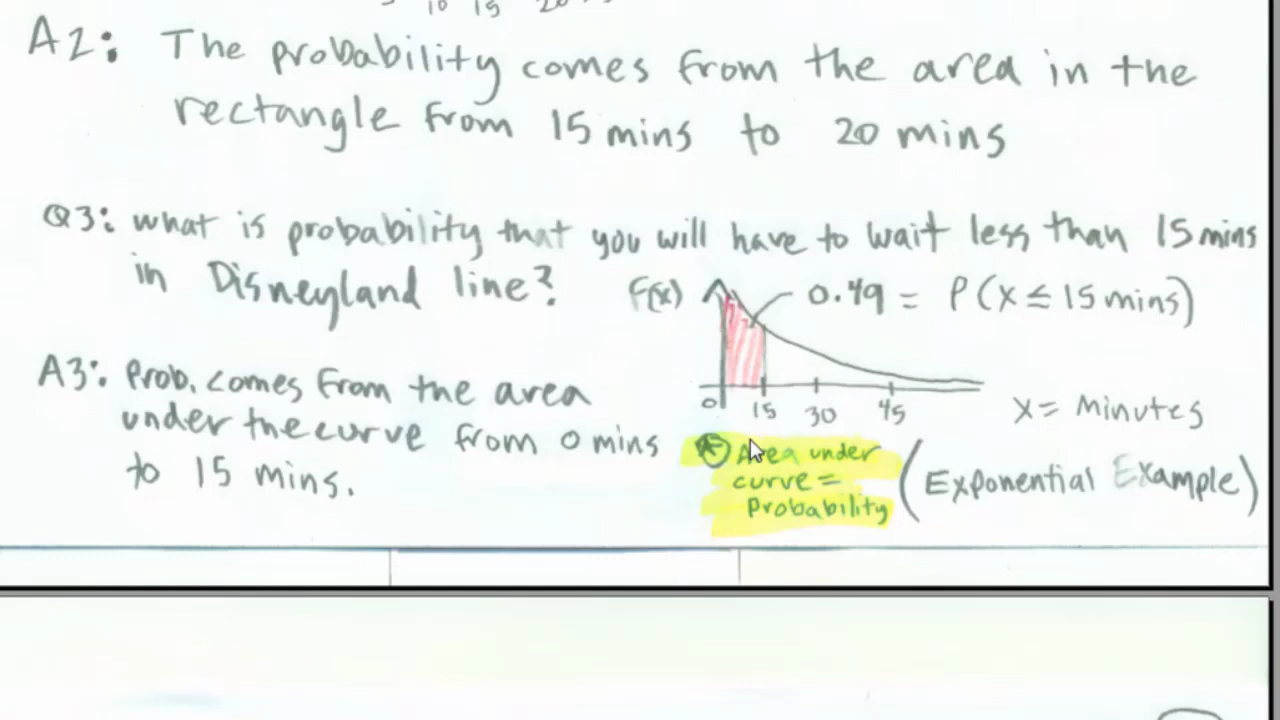 10 15 20
A2: The probability comes from the area in the
rectangle from 15 mins to 20 mins
Q3: what is probability that you will have to wait less than 15 mins
in Disneyland line?
F(x)
0.49 = P(X ≤ 15 mins)
0 15 30 45
x = Minutes
A3: Prob. comes from the area
under the curve from 0 mins
to 15 mins.
Area under
curve =
Probability
(Exponential Example)